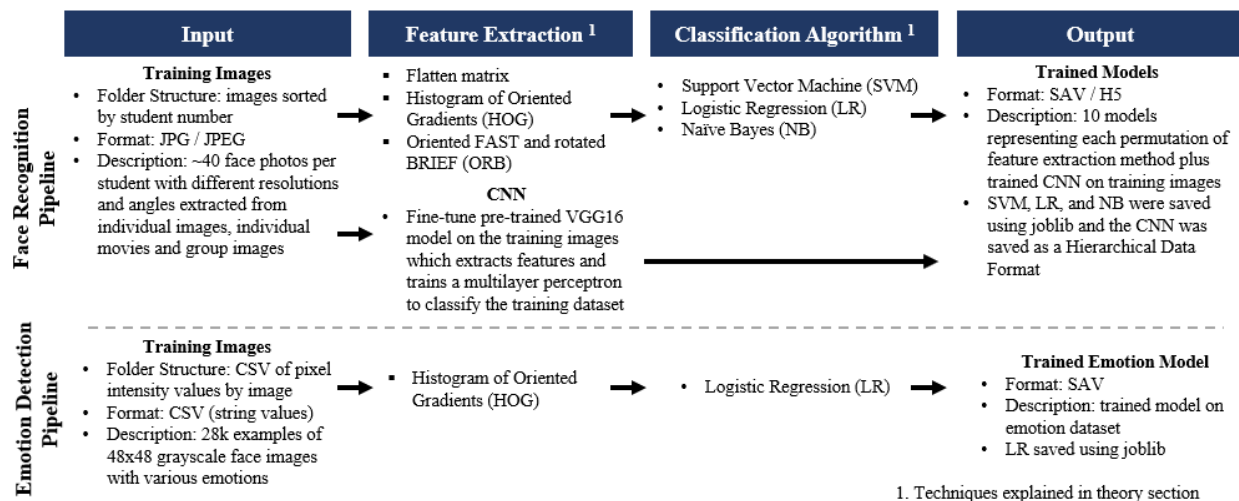 Input
Feature Extraction 1
Classification Algorithm 1
Output
Face Recognition
Pipeline
Training Images
• Folder Structure: images sorted
by student number
• Format: JPG / JPEG
• Description: ~40 face photos per
student with different resolutions
and angles extracted from
individual images, individual
movies and group images
▪ Flatten matrix
▪ Histogram of Oriented
Gradients (HOG)
▪ Oriented FAST and rotated
BRIEF (ORB)
CNN
• Fine-tune pre-trained VGG16
model on the training images
which extracts features and
trains a multilayer perceptron
to classify the training dataset
• Support Vector Machine (SVM)
• Logistic Regression (LR)
• Naïve Bayes (NB)
Trained Models
• Format: SAV / H5
• Description: 10 models
representing each permutation of
feature extraction method plus
trained CNN on training images
• SVM, LR, and NB were saved
using joblib and the CNN was
saved as a Hierarchical Data
Format
Emotion Detection
Pipeline
Training Images
• Folder Structure: CSV of pixel
intensity values by image
• Format: CSV (string values)
• Description: 28k examples of
48x48 grayscale face images
with various emotions
▪ Histogram of Oriented
Gradients (HOG)
• Logistic Regression (LR)
Trained Emotion Model
• Format: SAV
• Description: trained model on
emotion dataset
• LR saved using joblib
1. Techniques explained in theory section